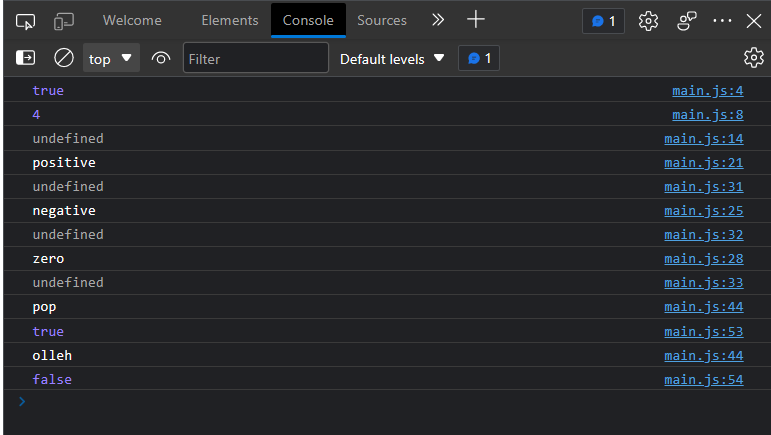 Welcome Elements Console Sources 1
top Filter Default levels 1
true main.js:4
4 main.js:8
undefined main.js:14
positive main.js:21
undefined main.js:31
negative main.js:25
undefined main.js:32
zero main.js:28
undefined main.js:33
pop main.js:44
true main.js:53
olleh main.js:44
false main.js:54